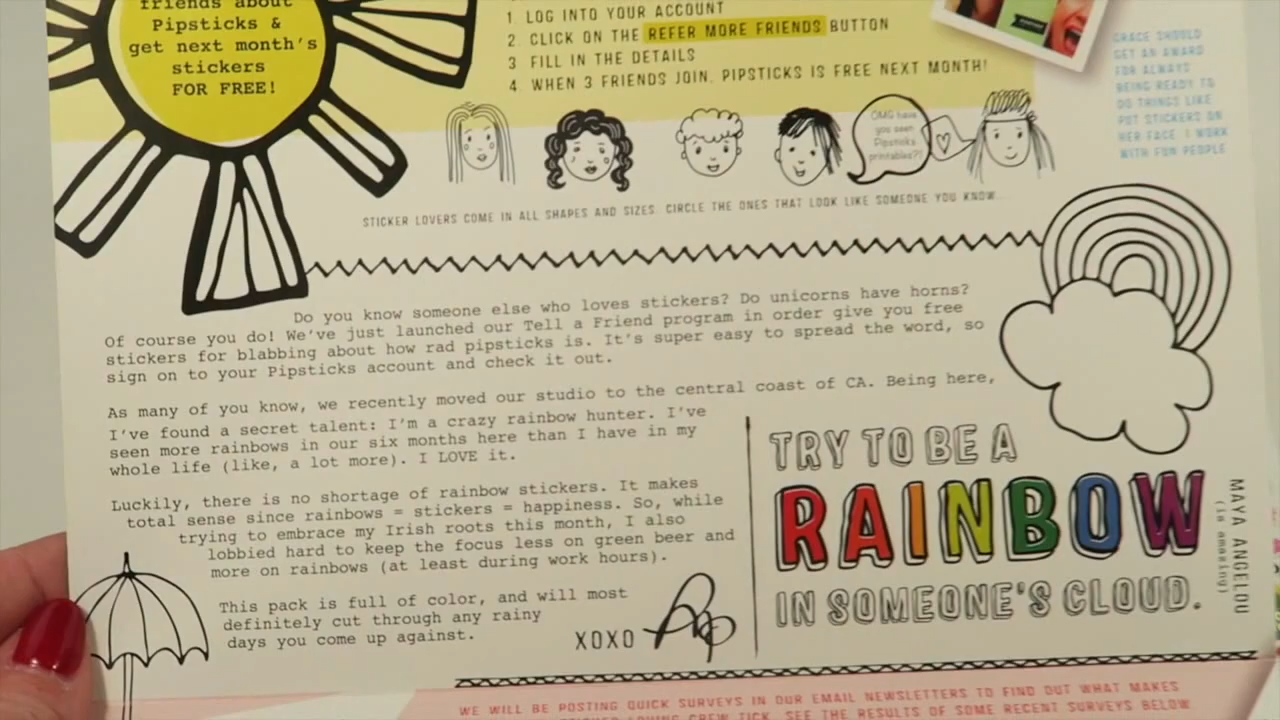 friends about
Pipsticks &
get next month's
stickers
FOR FREE!
1. LOG INTO YOUR ACCOUNT
2. CLICK ON THE REFER MORE FRIENDS BUTTON
3. FILL IN THE DETAILS
4. WHEN 3 FRIENDS JOIN, PIPSTICKS IS FREE NEXT MONTH!
GRACE SHOULD
GET AN AWARD
FOR ALWAYS
BEING READY TO
DO THINGS LIKE
PUT STICKERS ON
HER FACE. I WORK
WITH FUN PEOPLE
OMG have
you seen
Pipsticks
printables?!
STICKER LOVERS COME IN ALL SHAPES AND SIZES. CIRCLE THE ONES THAT LOOK LIKE SOMEONE YOU KNOW...
Do you know someone else who loves stickers? Do unicorns have horns?
Of course you do! We've just launched our Tell a Friend program in order give you free
stickers for blabbing about how rad pipsticks is. It's super easy to spread the word, so
sign on to your Pipsticks account and check it out.
As many of you know, we recently moved our studio to the central coast of CA. Being here,
I've found a secret talent: I'm a crazy rainbow hunter. I've
seen more rainbows in our six months here than I have in my
whole life (like, a lot more). I LOVE it.
Luckily, there is no shortage of rainbow stickers. It makes
total sense since rainbows = stickers = happiness. So, while
trying to embrace my Irish roots this month, I also
lobbied hard to keep the focus less on green beer and
more on rainbows (at least during work hours).
This pack is full of color, and will most
definitely cut through any rainy
days you come up against.
XOXO
TRY TO BE A
RAINBOW
IN SOMEONE'S CLOUD.
MAYA ANGELOU
(is amazing)
WE WILL BE POSTING QUICK SURVEYS IN OUR EMAIL NEWSLETTERS TO FIND OUT WHAT MAKES
LOVING CREW TICK. SEE THE RESULTS OF SOME RECENT SURVEYS BELOW